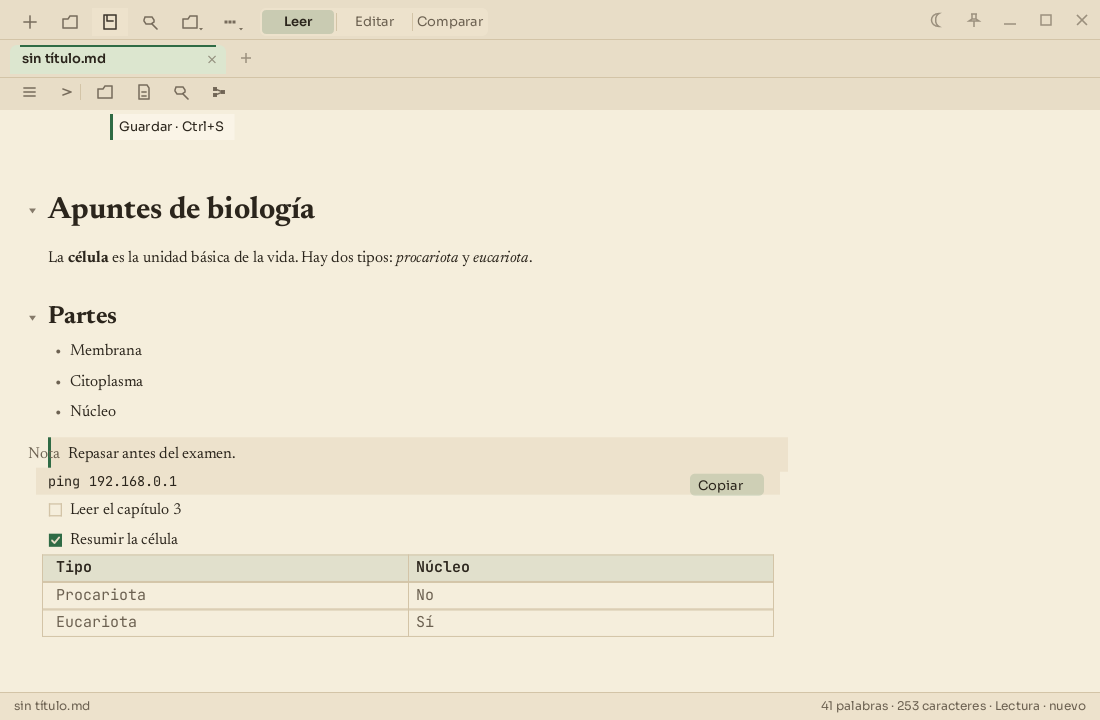 Leer Editar Comparar
sin título.md
Guardar · Ctrl+S
Apuntes de biología
La célula es la unidad básica de la vida. Hay dos tipos: procariota y eucariota.
Partes
• Membrana
• Citoplasma
• Núcleo
Nota Repasar antes del examen.
ping 192.168.0.1 Copiar
Leer el capítulo 3
Resumir la célula
Tipo Núcleo
Procariota No
Eucariota Sí
sin título.md 41 palabras · 253 caracteres · Lectura · nuevo